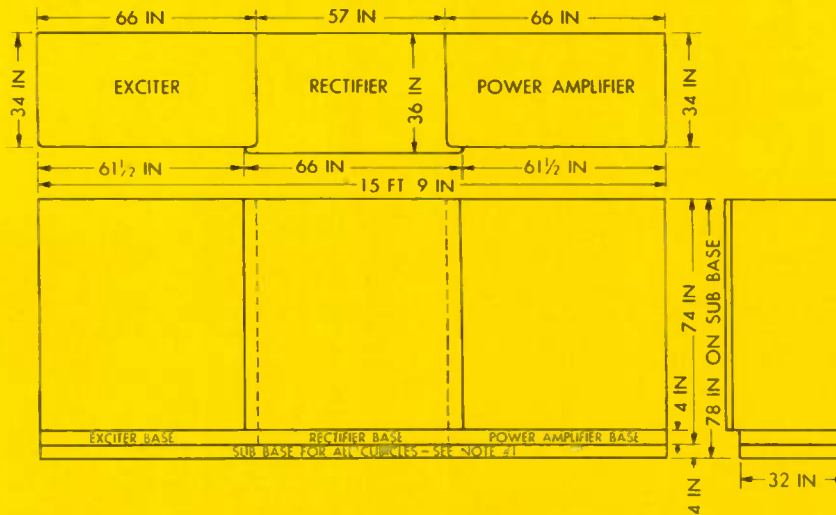 66 IN
57 IN
66 IN
34 IN
EXCITER
RECTIFIER
36 IN
POWER AMPLIFIER
34 IN
61½ IN
66 IN
61½ IN
15 FT 9 IN
74 IN
78 IN ON SUB BASE
4 IN
EXCITER BASE
RECTIFIER BASE
POWER AMPLIFIER BASE
SUB BASE FOR ALL CUBICLES – SEE NOTE #1
4 IN
32 IN